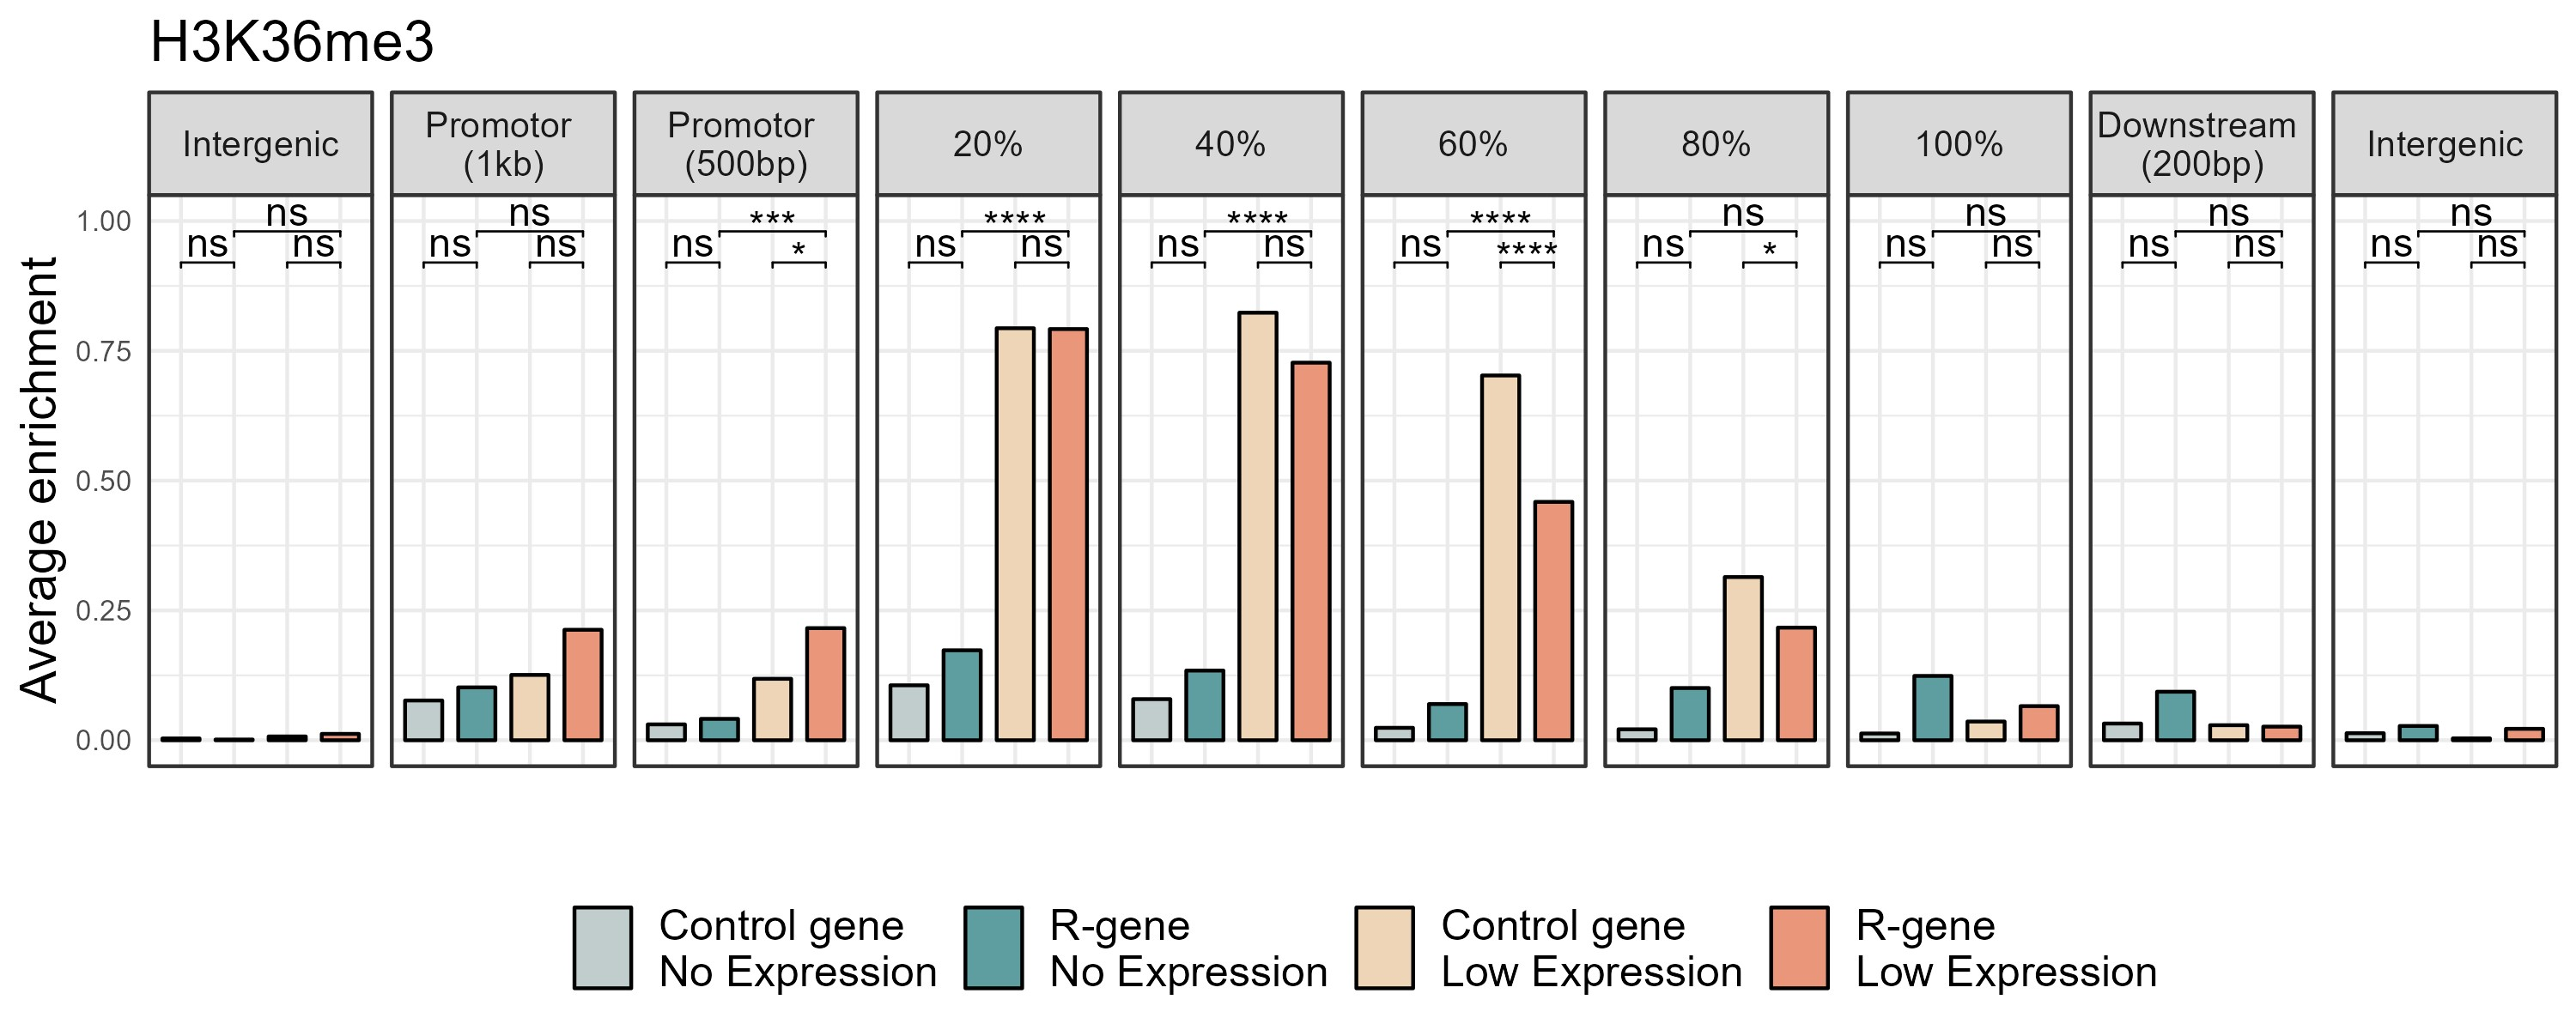 H3K36me3
Intergenic
Promotor
(1kb)
Promotor
(500bp)
20%
40%
60%
80%
100%
Downstream
(200bp)
Intergenic
Average enrichment
1.00
0.75
0.50
0.25
0.00
ns
ns
ns
ns
ns
ns
***
ns
*
****
ns
ns
****
ns
ns
****
ns
****
ns
ns
*
ns
ns
ns
ns
ns
ns
ns
ns
ns
Control gene
No Expression
R-gene
No Expression
Control gene
Low Expression
R-gene
Low Expression